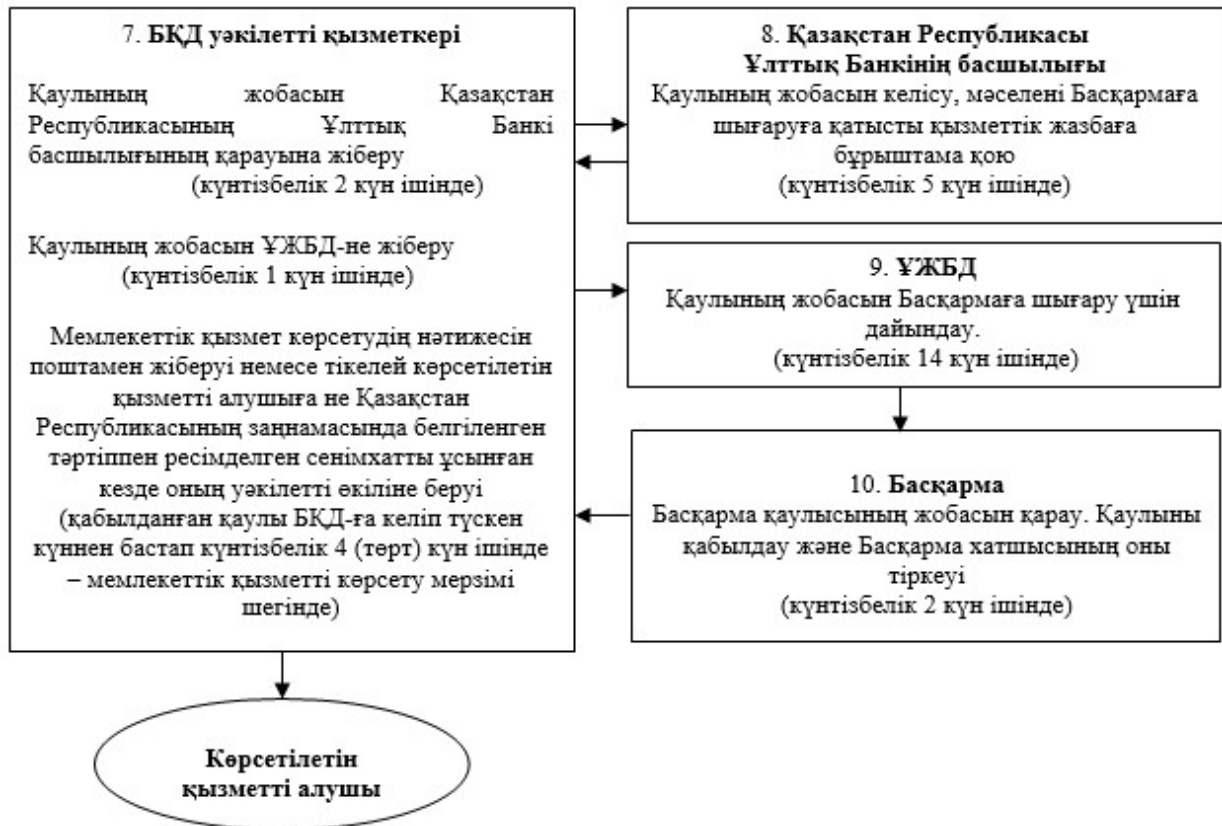 7. БҚД уәкілетті қызметкері
Қаулының жобасын Қазақстан
Республикасының Ұлттық Банкі
басшылығының қарауына жіберу
(күнтізбелік 2 күн ішінде)
Қаулының жобасын ҰЖБД-не жіберу
(күнтізбелік 1 күн ішінде)
Мемлекеттік қызмет көрсетудің нәтижесін
поштамен жіберуі немесе тікелей көрсетілетін
қызметті алушыға не Қазақстан
Республикасының заңнамасында белгіленген
тәртіппен ресімделген сенімхатты ұсынған
кезде оның уәкілетті өкіліне беруі
(қабылданған қаулы БҚД-ға келіп түскен
күннен бастап күнтізбелік 4 (төрт) күн ішінде
– мемлекеттік қызметті көрсету мерзімі
шегінде)
8. Қазақстан Республикасы
Ұлттық Банкінің басшылығы
Қаулының жобасын келісу, мәселені Басқармаға
шығаруға қатысты қызметтік жазбаға
бұрыштама қою
(күнтізбелік 5 күн ішінде)
9. ҰЖБД
Қаулының жобасын Басқармаға шығару үшін
дайындау.
(күнтізбелік 14 күн ішінде)
10. Басқарма
Басқарма қаулысының жобасын қарау. Қаулыны
қабылдау және Басқарма хатшысының оны
тіркеуі
(күнтізбелік 2 күн ішінде)
Көрсетілетін
қызметті алушы